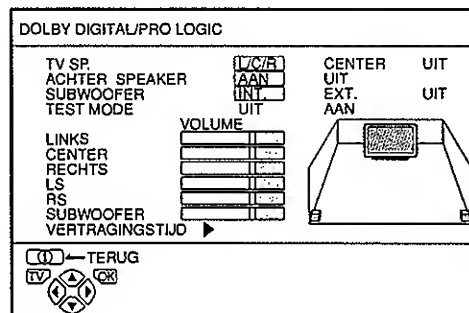 DOLBY DIGITAL/PRO LOGIC
TV SP. L/C/R CENTER UIT
ACHTER SPEAKER AAN UIT
SUBWOOFER INT. EXT. UIT
TEST MODE UIT AAN
VOLUME
LINKS
CENTER
RECHTS
LS
RS
SUBWOOFER
VERTRAGINGSTIJD
TERUG
TV OK